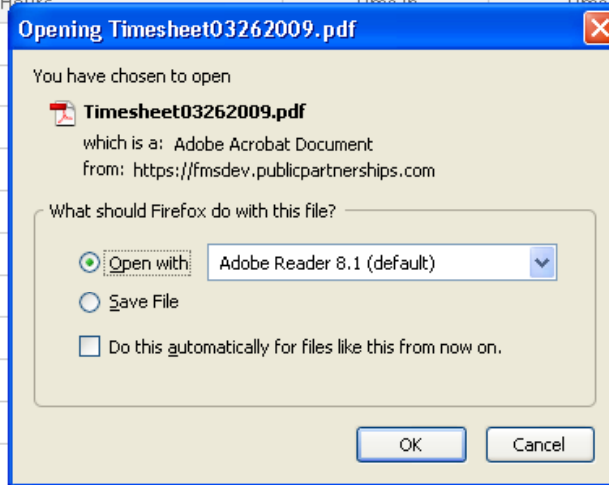 Opening Timesheet03262009.pdf
You have chosen to open
Timesheet03262009.pdf
which is a: Adobe Acrobat Document
from: https://fmsdev.publicpartnerships.com
What should Firefox do with this file?
Open with Adobe Reader 8.1 (default)
Save File
Do this automatically for files like this from now on.
OK Cancel